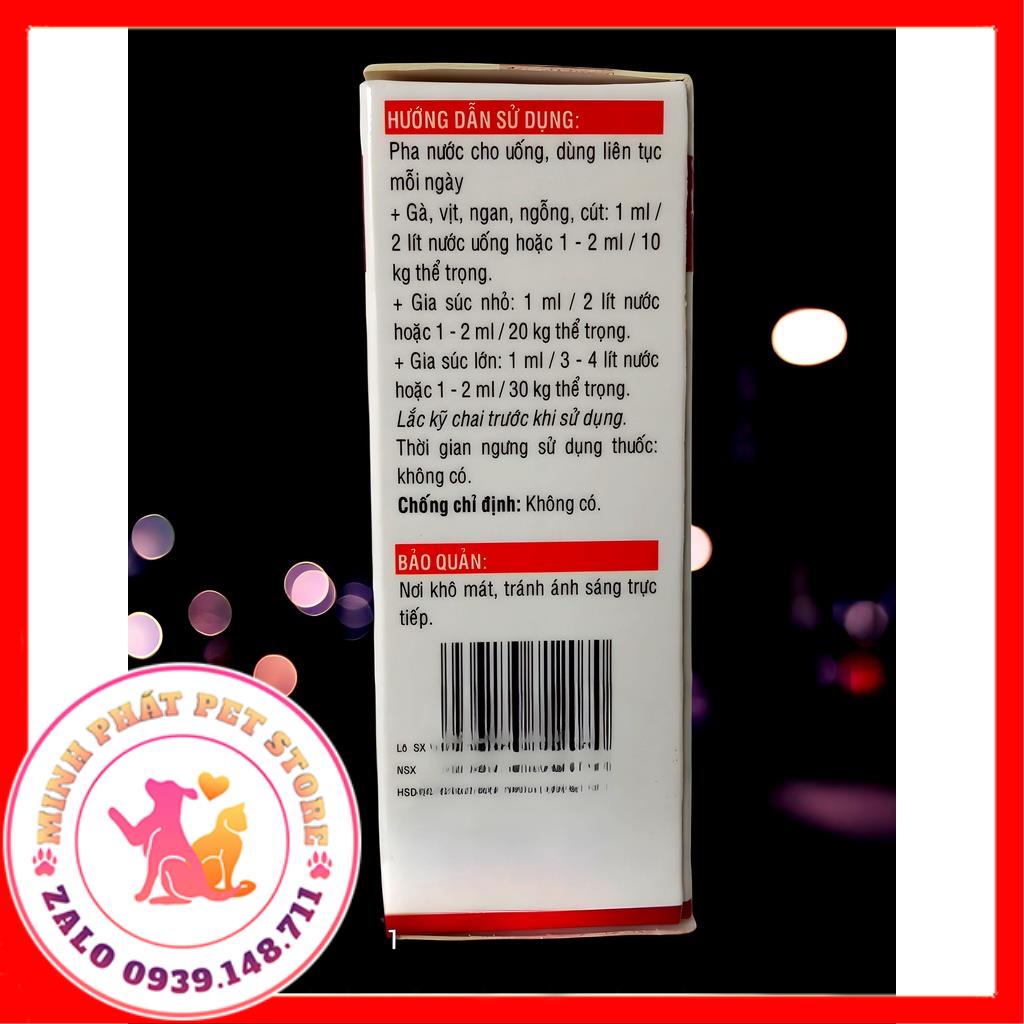 HƯỚNG DẪN SỬ DỤNG:
Pha nước cho uống, dùng liên tục
mỗi ngày
+ Gà, vịt, ngan, ngỗng, cút: 1 ml /
2 lít nước uống hoặc 1 - 2 ml / 10
kg thể trọng.
+ Gia súc nhỏ: 1 ml / 2 lít nước
hoặc 1 - 2 ml / 20 kg thể trọng.
+ Gia súc lớn: 1 ml / 3 - 4 lít nước
hoặc 1 - 2 ml / 30 kg thể trọng.
Lắc kỹ chai trước khi sử dụng.
Thời gian ngưng sử dụng thuốc:
không có.
Chống chỉ định: Không có.
BẢO QUẢN:
Nơi khô mát, tránh ánh sáng trực
tiếp.
Lô SX
NSX
HSD
1
MINH PHÁT PET STORE
ZALO 0939.148.711